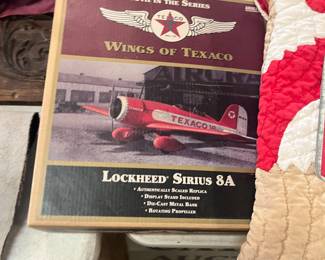 IN THE SERIES
TEXACO
WINGS OF TEXACO
TEXACO
LOCKHEED® SIRIUS 8A
• AUTHENTICALLY SCALED REPLICA
• DISPLAY STAND INCLUDED
• DIE-CAST METAL BANK
• ROTATING PROPELLER